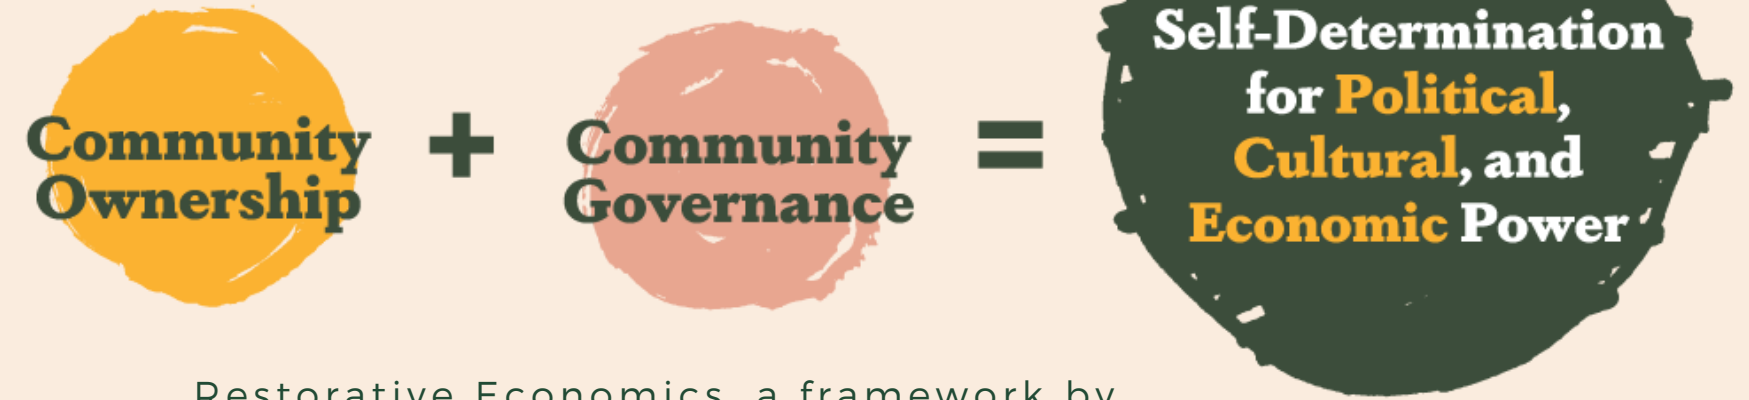 Community
Ownership
+
Community
Governance
=
Self-Determination
for Political,
Cultural, and
Economic Power
Restorative Economics, a framework by